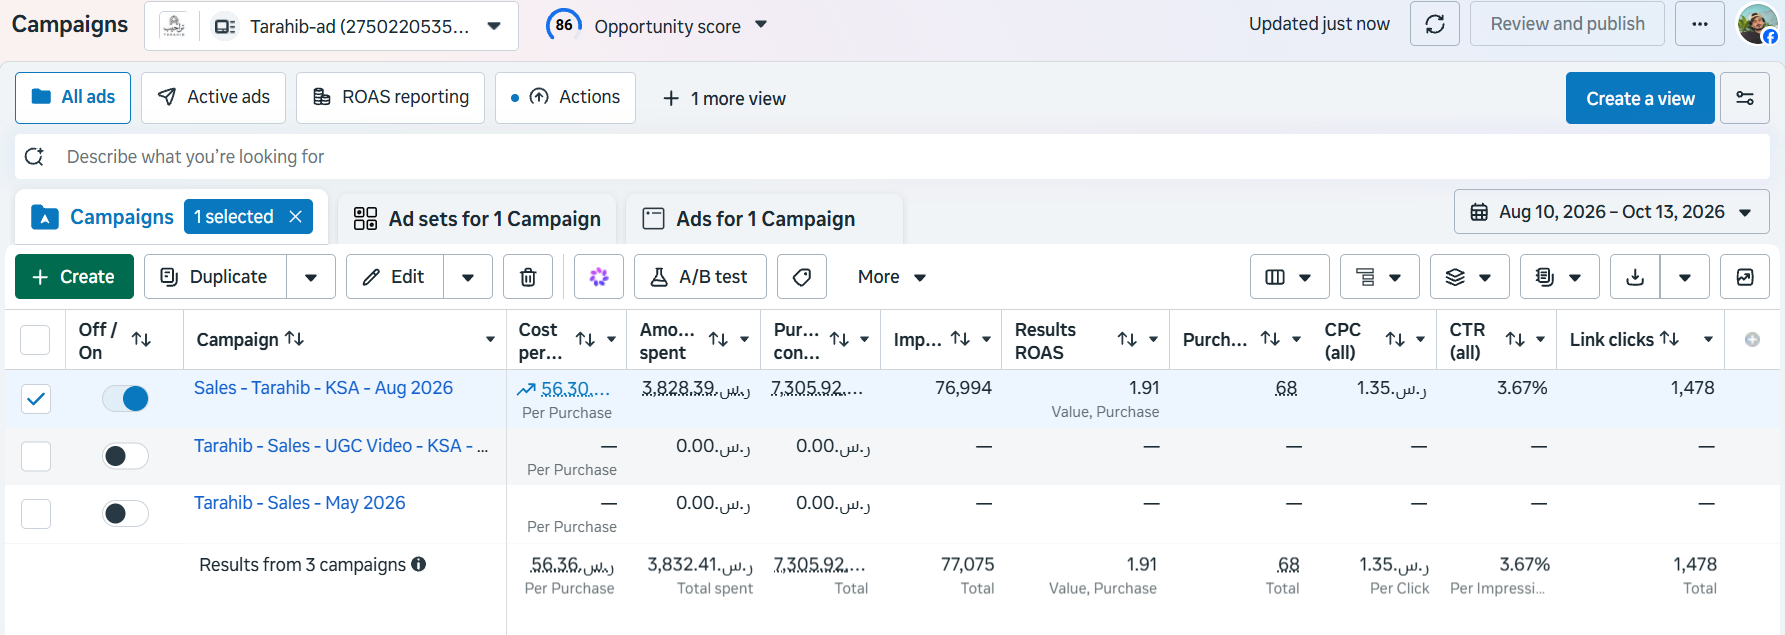 Campaigns
Tarahib-ad (2750220535...
86
Opportunity score
Updated just now
Review and publish
All ads
Active ads
ROAS reporting
Actions
+ 1 more view
Create a view
Describe what you’re looking for
Campaigns
1 selected
Ad sets for 1 Campaign
Ads for 1 Campaign
Aug 10, 2026 – Oct 13, 2026
+ Create
Duplicate
Edit
A/B test
More
Off / On
Campaign
Cost per...
Amo... spent
Pur... con...
Imp...
Results ROAS
Purch...
CPC (all)
CTR (all)
Link clicks
Sales - Tarahib - KSA - Aug 2026
56.30....
Per Purchase
3,828.39.ر.س
7,305.92....
76,994
1.91
Value, Purchase
68
1.35.ر.س
3.67%
1,478
Tarahib - Sales - UGC Video - KSA - ...
—
Per Purchase
0.00.ر.س
0.00.ر.س
—
—
—
—
—
—
Tarahib - Sales - May 2026
—
Per Purchase
0.00.ر.س
0.00.ر.س
—
—
—
—
—
—
Results from 3 campaigns
56.36.ر.س
Per Purchase
3,832.41.ر.س
Total spent
7,305.92....
Total
77,075
Total
1.91
Value, Purchase
68
Total
1.35.ر.س
Per Click
3.67%
Per Impressi...
1,478
Total